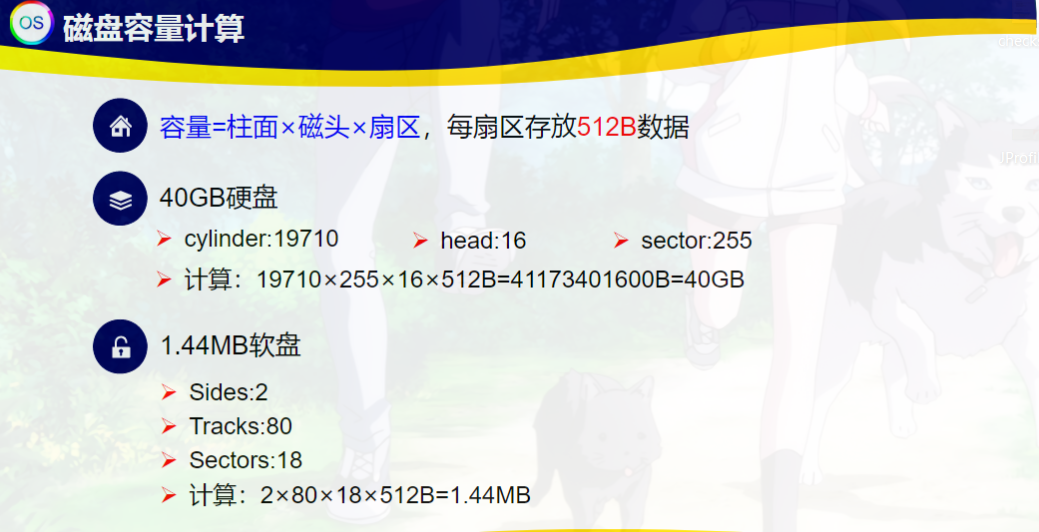 OS 磁盘容量计算
check
容量=柱面×磁头×扇区，每扇区存放512B数据
!Profi
40GB硬盘
cylinder:19710 head:16 sector:255
计算：19710×255×16×512B=41173401600B=40GB
1.44MB软盘
Sides:2
Tracks:80
Sectors:18
计算：2×80×18×512B=1.44MB